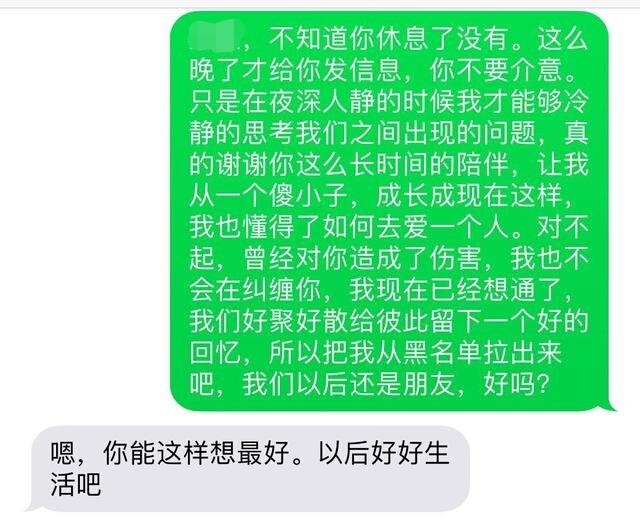 ，不知道你休息了没有。这么
晚了才给你发信息，你不要介意。
只是在夜深人静的时候我才能够冷
静的思考我们之间出现的问题，真
的谢谢你这么长时间的陪伴，让我
从一个傻小子，成长成现在这样，
我也懂得了如何去爱一个人。对不
起，曾经对你造成了伤害，我也不
会在纠缠你，我现在已经想通了，
我们好聚好散给彼此留下一个好的
回忆，所以把我从黑名单拉出来
吧，我们以后还是朋友，好吗？
嗯，你能这样想最好。以后好好生
活吧